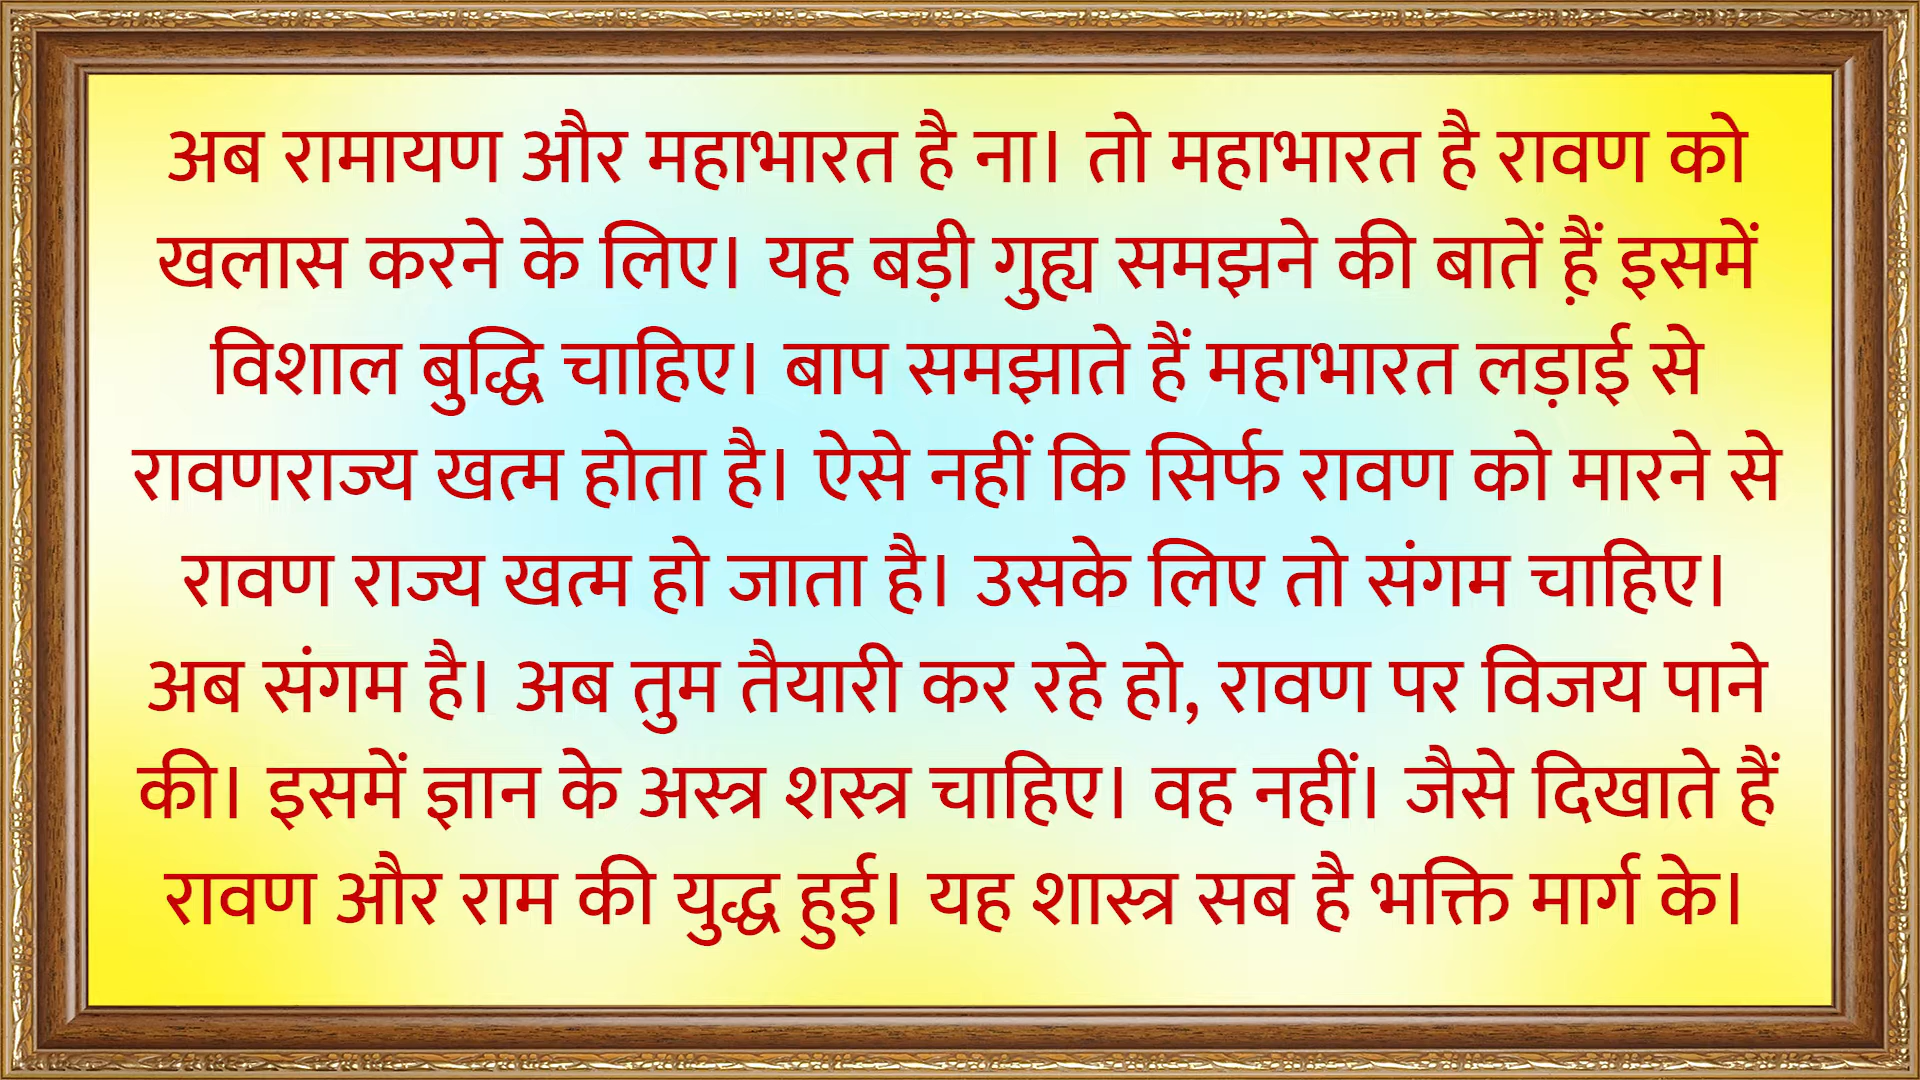 अब रामायण और महाभारत है ना। तो महाभारत है रावण को
खलास करने के लिए। यह बड़ी गुह्य समझने की बातें है़ं इसमें
विशाल बुद्धि चाहिए। बाप समझाते हैं महाभारत लड़ाई से
रावणराज्य खत्म होता है। ऐसे नहीं कि सिर्फ रावण को मारने से
रावण राज्य खत्म हो जाता है। उसके लिए तो संगम चाहिए।
अब संगम है। अब तुम तैयारी कर रहे हो, रावण पर विजय पाने
की। इसमें ज्ञान के अस्त्र शस्त्र चाहिए। वह नहीं। जैसे दिखाते हैं
रावण और राम की युद्ध हुई। यह शास्त्र सब है भक्ति मार्ग के।